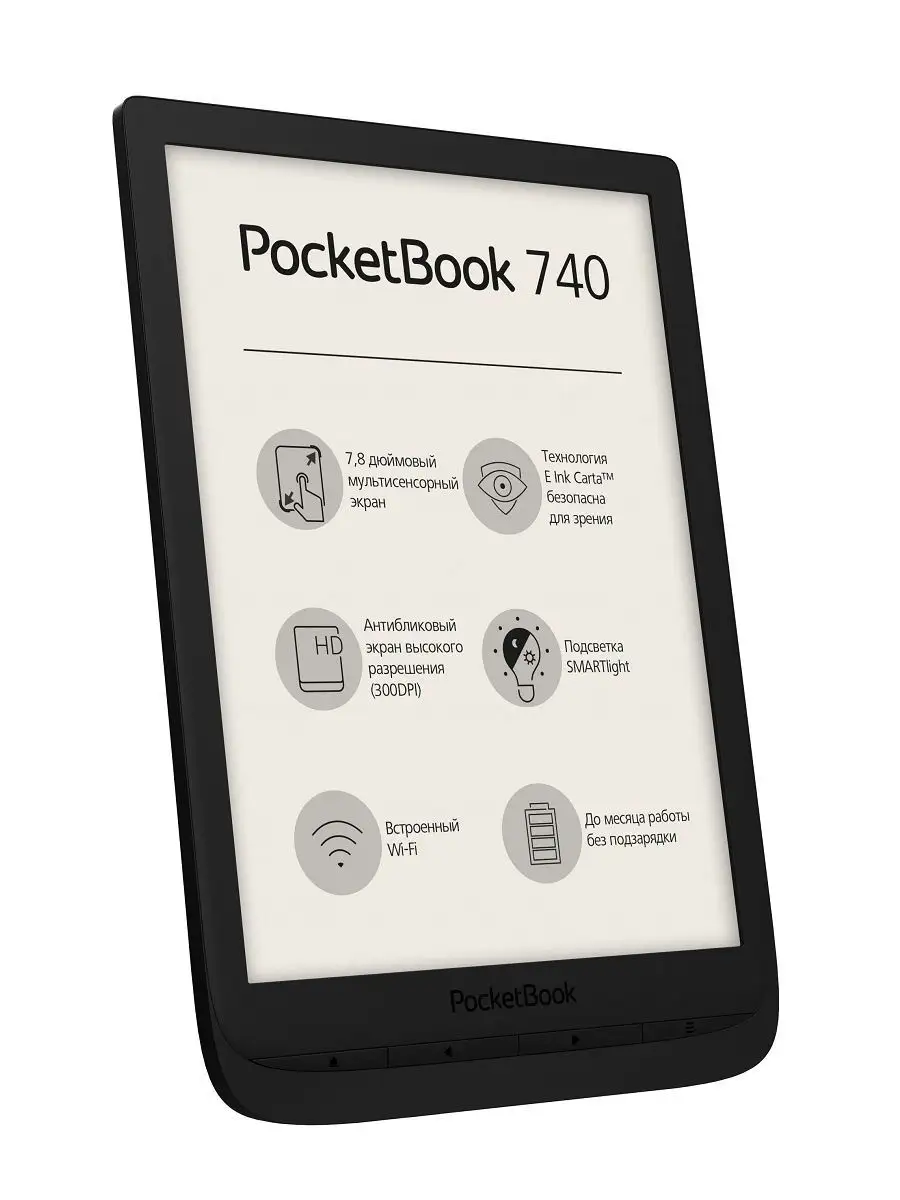 PocketBook 740
7,8 дюймовый
мультисенсорный
экран
Технология
E Ink Carta™
безопасна
для зрения
HD
Антибликовый
экран высокого
разрешения
(300DPI)
Подсветка
SMARTlight
Встроенный
Wi-Fi
До месяца работы
без подзарядки
PocketBook